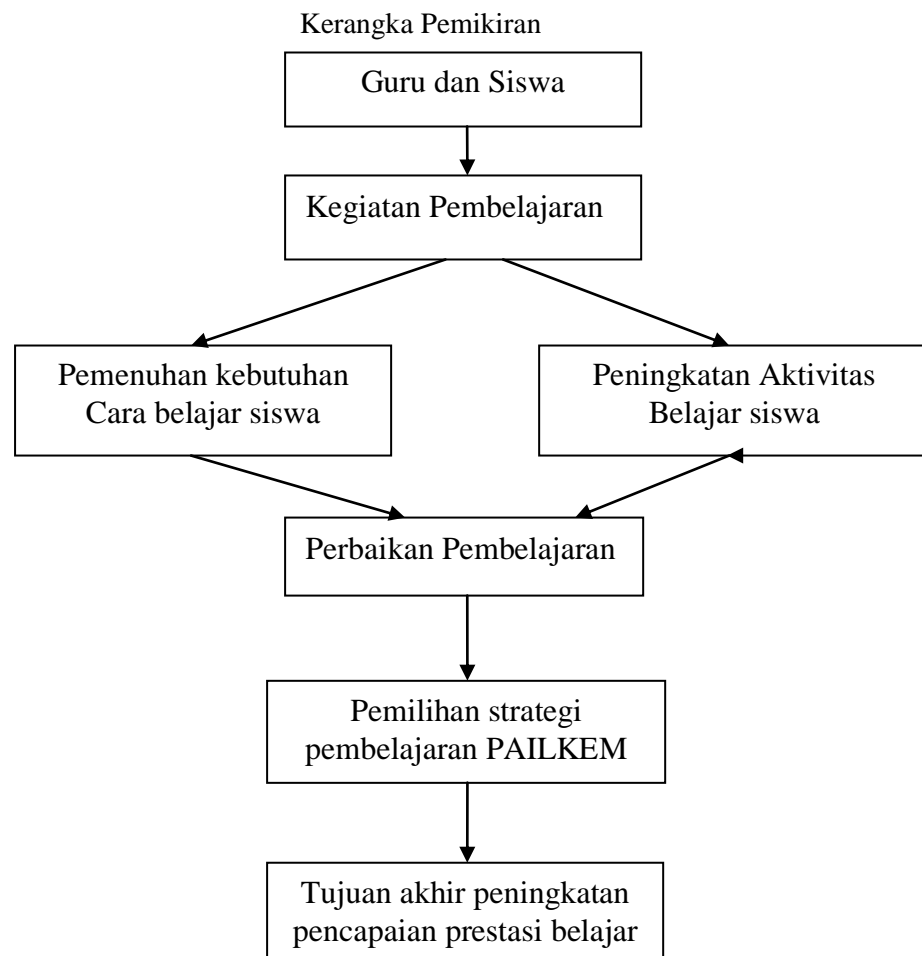 Kerangka Pemikiran
Guru dan Siswa
Kegiatan Pembelajaran
Pemenuhan kebutuhan
Cara belajar siswa
Peningkatan Aktivitas
Belajar siswa
Perbaikan Pembelajaran
Pemilihan strategi
pembelajaran PAILKEM
Tujuan akhir peningkatan
pencapaian prestasi belajar